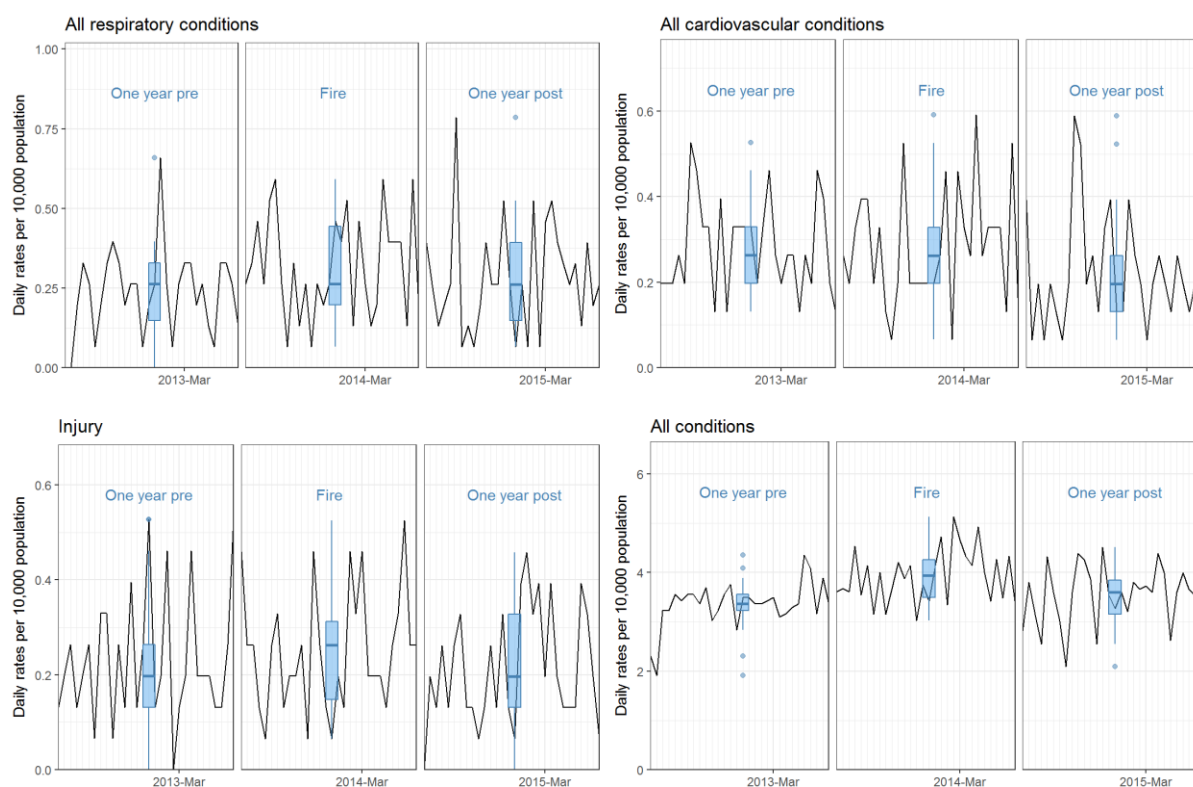 All respiratory conditions
Daily rates per 10,000 population
1.00
0.75
0.50
0.25
0.00
One year pre
Fire
One year post
2013-Mar
2014-Mar
2015-Mar
All cardiovascular conditions
Daily rates per 10,000 population
0.6
0.4
0.2
0.0
One year pre
Fire
One year post
2013-Mar
2014-Mar
2015-Mar
Injury
Daily rates per 10,000 population
0.6
0.4
0.2
0.0
One year pre
Fire
One year post
2013-Mar
2014-Mar
2015-Mar
All conditions
Daily rates per 10,000 population
6
4
2
0
One year pre
Fire
One year post
2013-Mar
2014-Mar
2015-Mar